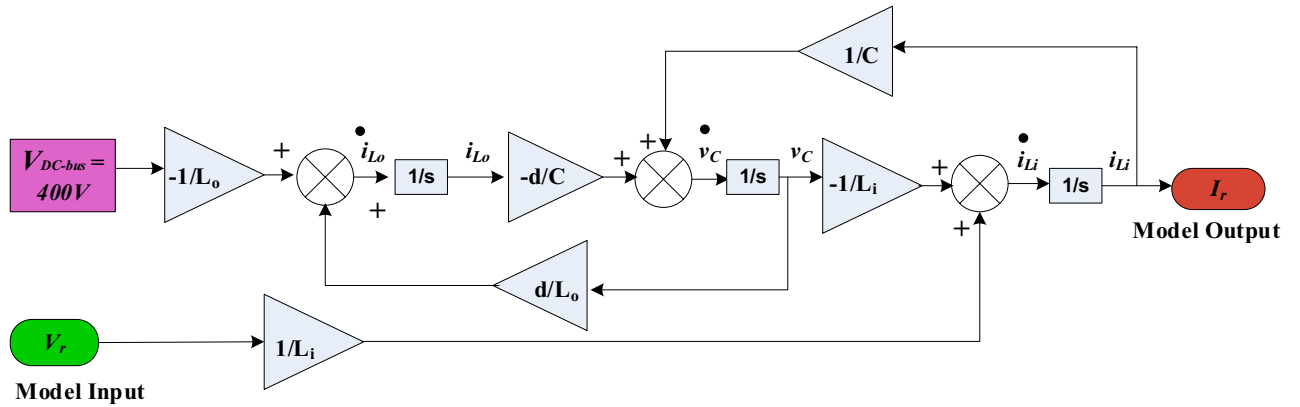 1/C
V_DC-bus =
400V
-1/L_o
+
i_Lo
+
1/s
i_Lo
-d/C
+
+
v_C
1/s
v_C
-1/L_i
+
+
i_Li
1/s
i_Li
I_r
Model Output
d/L_o
V_r
Model Input
1/L_i